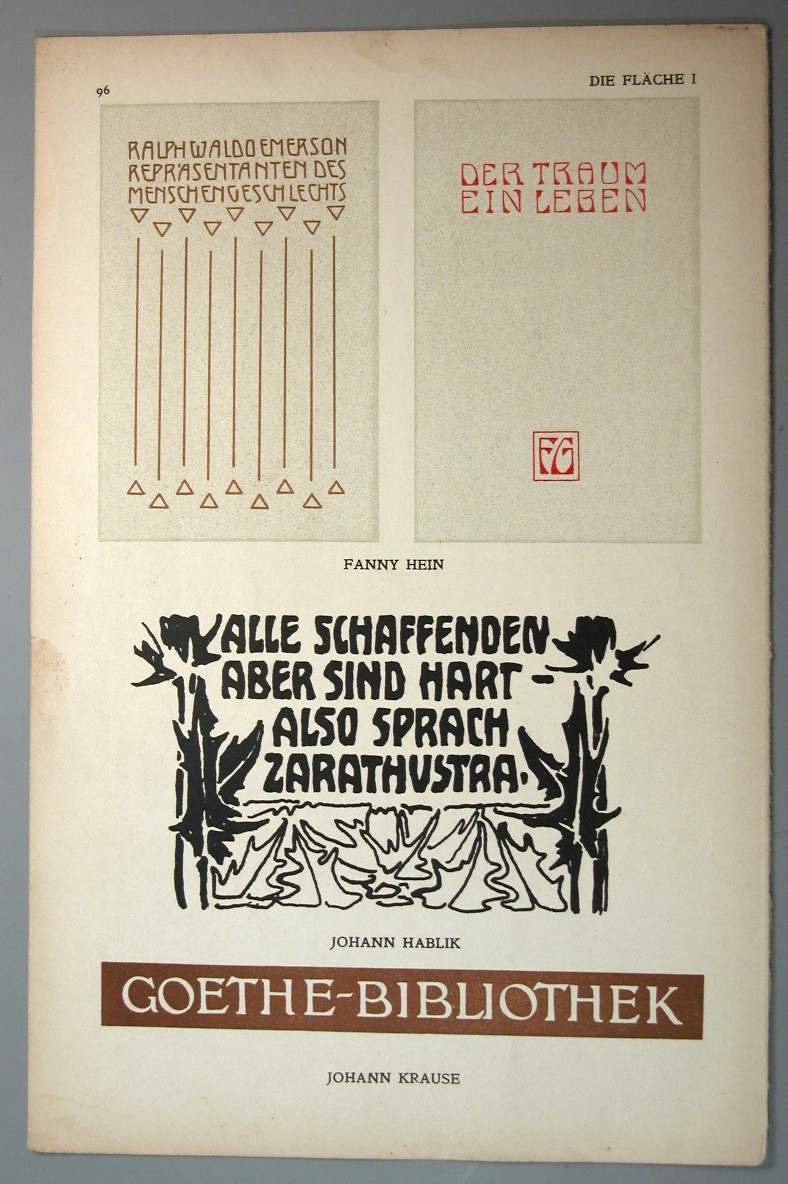 96
DIE FLÄCHE I
RALPH WALDO EMERSON
REPRÄSENTANTEN DES
MENSCHENGESCHLECHTS
DER TRAUM
EIN LEBEN
FG
FANNY HEIN
ALLE SCHAFFENDEN
ABER SIND HART -
ALSO SPRACH
ZARATHUSTRA.
JOHANN HABLIK
GOETHE-BIBLIOTHEK
JOHANN KRAUSE